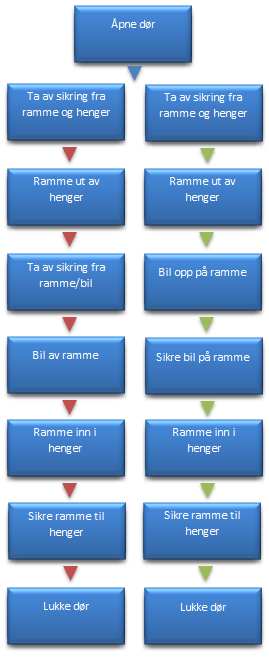 Åpne dør
Ta av sikring fra
ramme og henger
Ramme ut av
henger
Ta av sikring fra
ramme/bil
Bil av ramme
Ramme inn i
henger
Sikre ramme til
henger
Lukke dør
Ta av sikring fra
ramme og henger
Ramme ut av
henger
Bil opp på ramme
Sikre bil på ramme
Ramme inn i
henger
Sikre ramme til
henger
Lukke dør